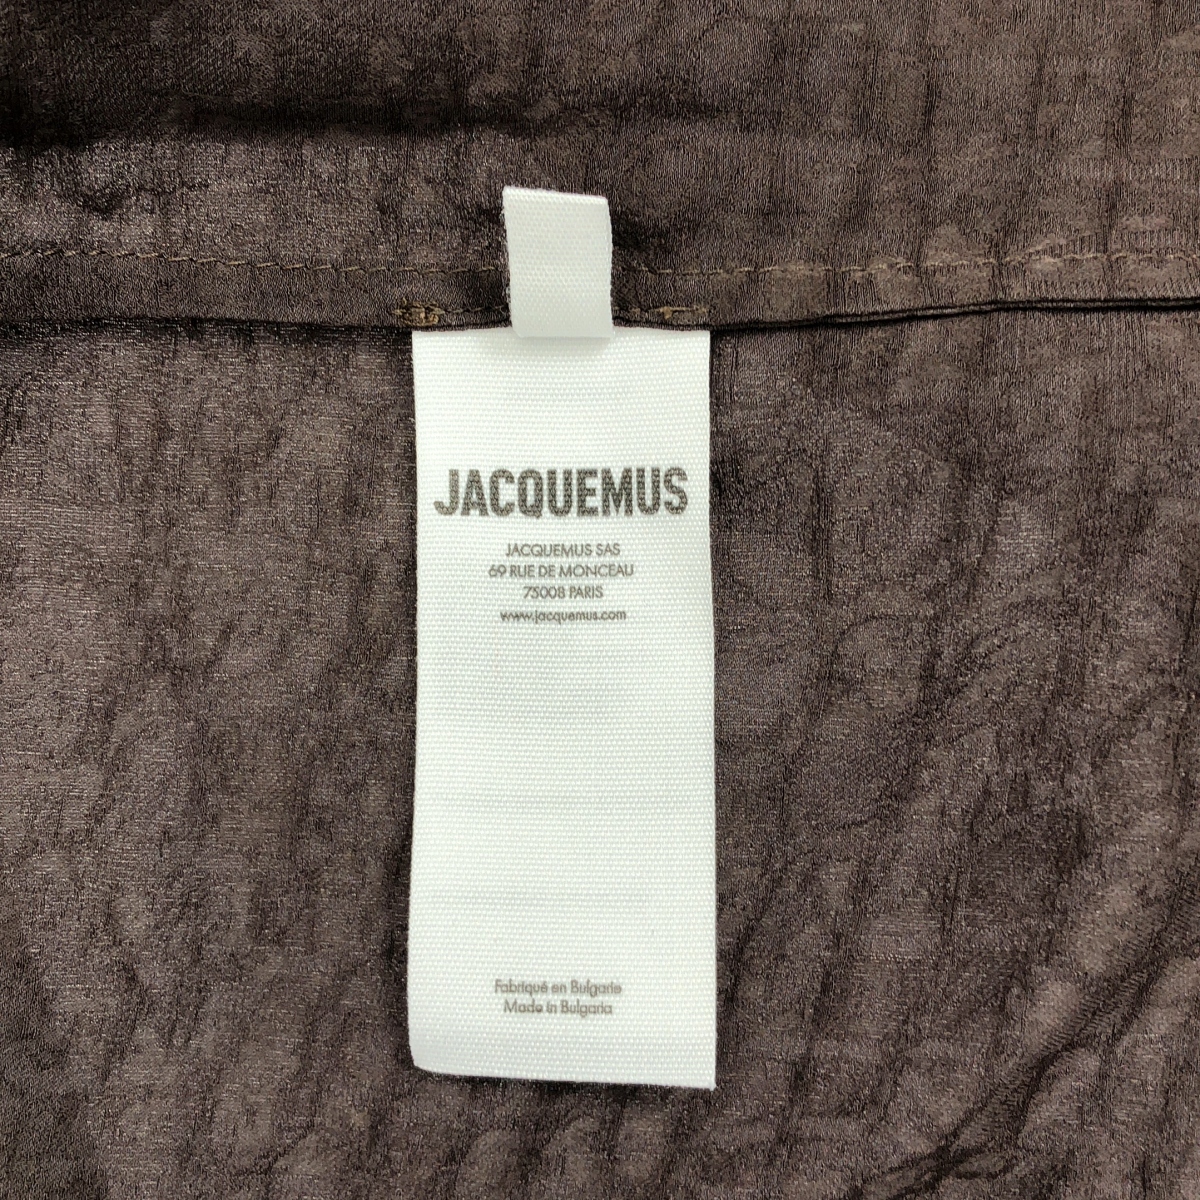 JACQUEMUS
JACQUEMUS SAS
69 RUE DE MONCEAU
75008 PARIS
www.jacquemus.com
Fabriqué en Bulgarie
Made in Bulgaria